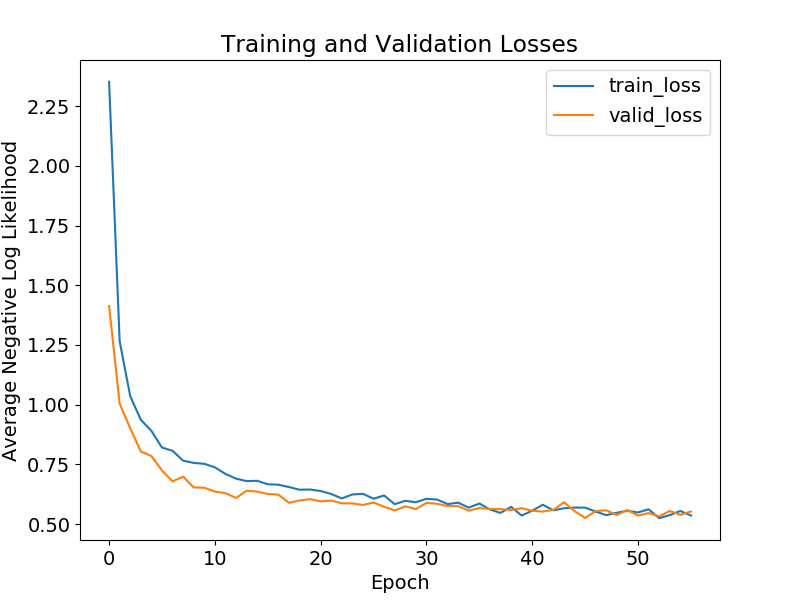 Training and Validation Losses
train_loss
valid_loss
Average Negative Log Likelihood
2.25
2.00
1.75
1.50
1.25
1.00
0.75
0.50
0 10 20 30 40 50
Epoch